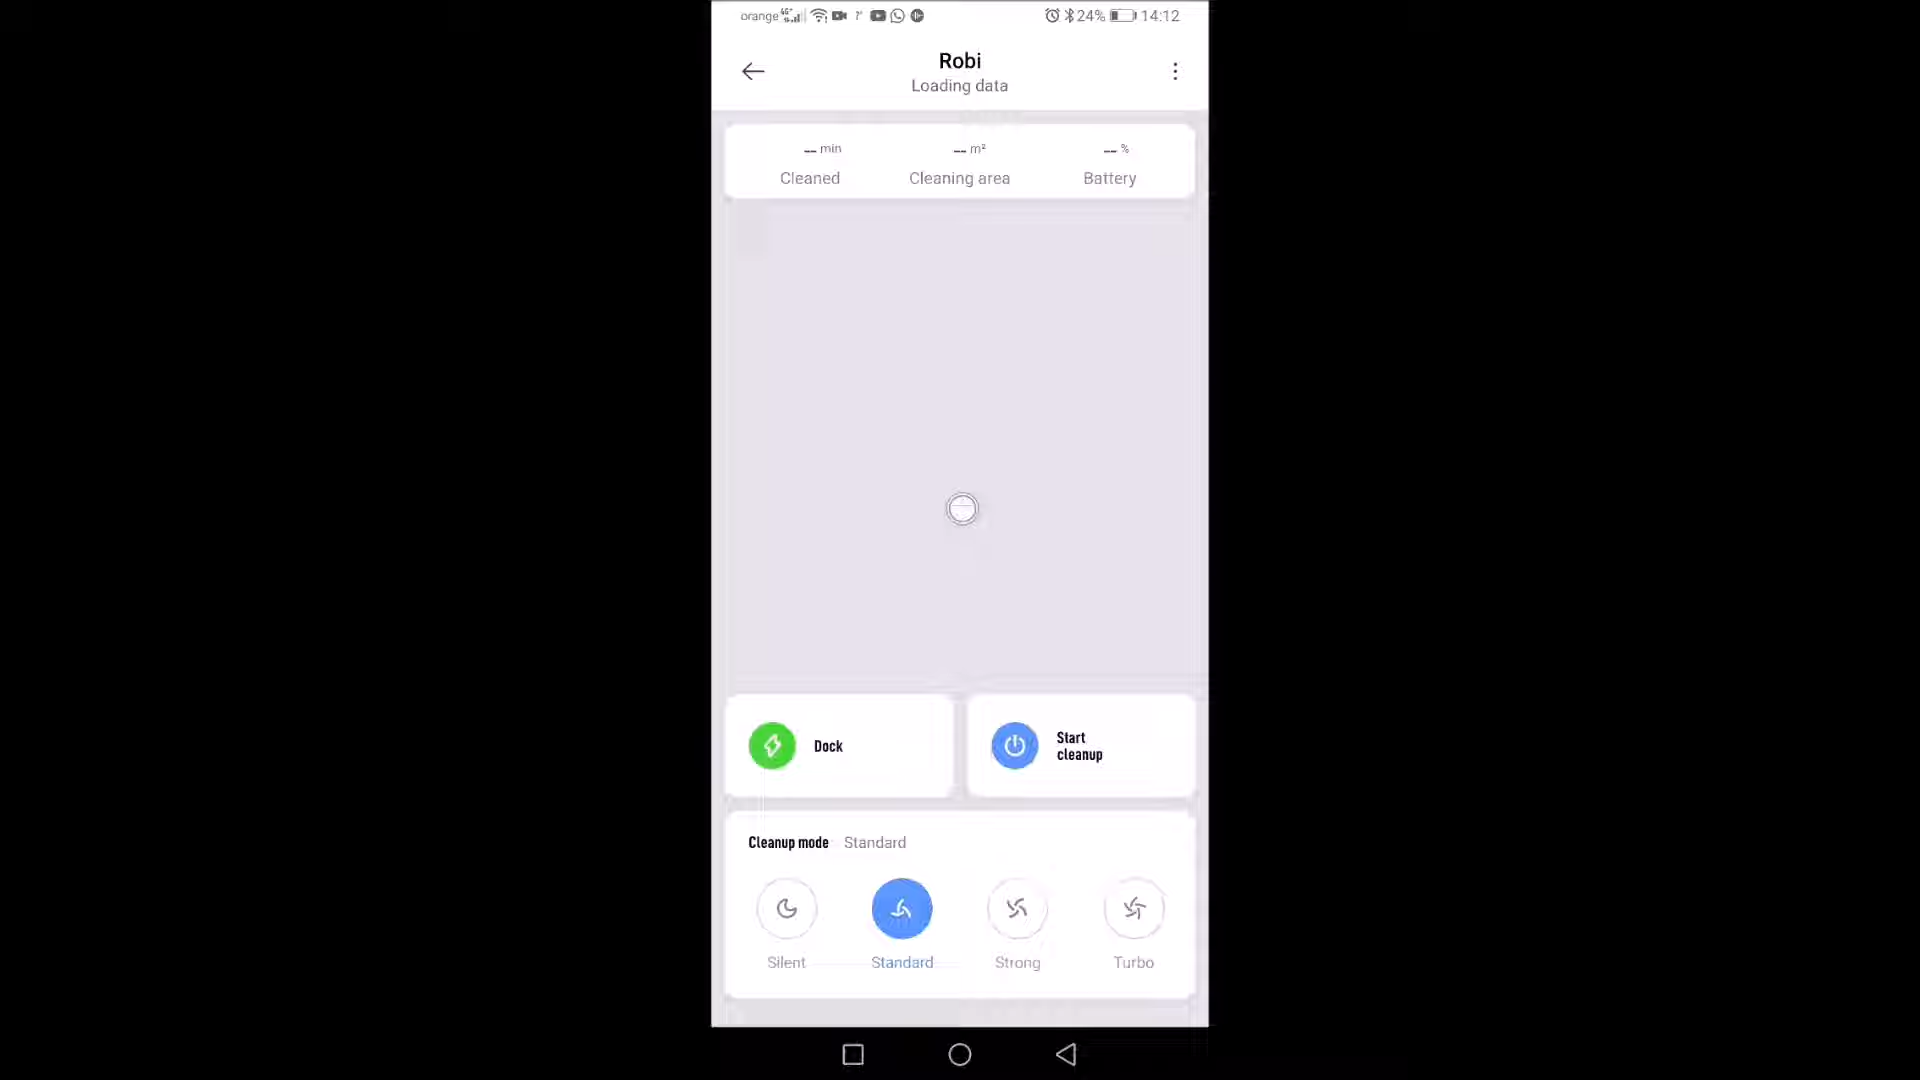 orange 24% 14:12
Robi
Loading data
-- min -- m² -- %
Cleaned Cleaning area Battery
Dock
Start
cleanup
Cleanup mode Standard
Silent Standard Strong Turbo